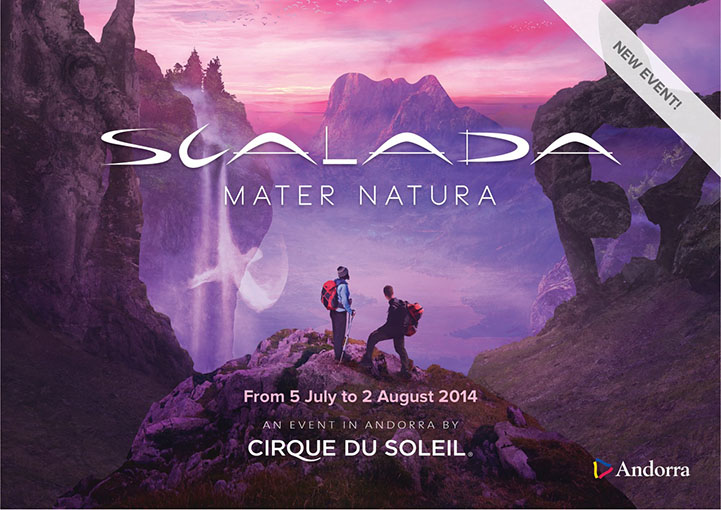 NEW EVENT!
SCALADA
MATER NATURA
From 5 July to 2 August 2014
AN EVENT IN ANDORRA BY
CIRQUE DU SOLEIL®
Andorra